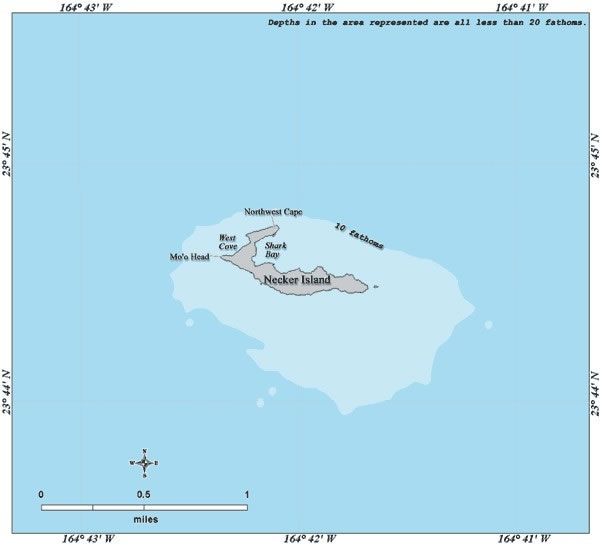 164° 43' W
164° 42' W
164° 41' W
Depths in the area represented are all less than 20 fathoms.
23° 45' N
23° 45' N
Northwest Cape
10 fathoms
West
Cove
Shark
Bay
Mo'o Head
Necker Island
23° 44' N
23° 44' N
N
W
E
S
0
0.5
1
miles
164° 43' W
164° 42' W
164° 41' W